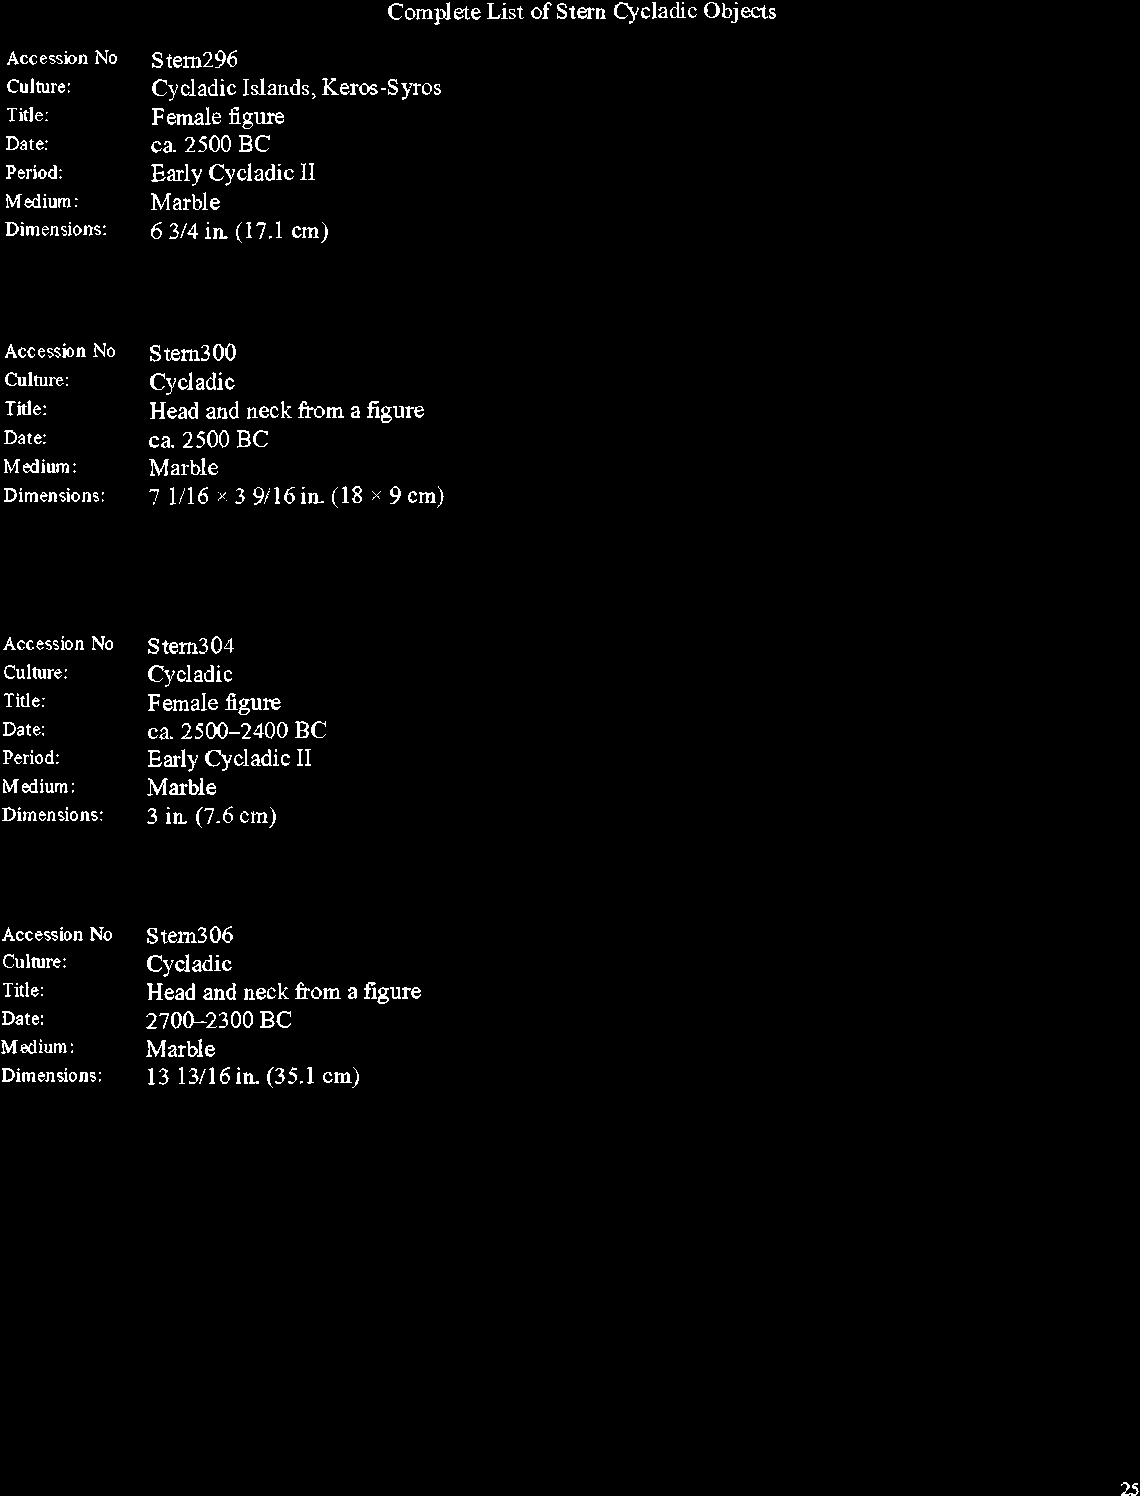 Complete List of Stern Cycladic Objects
Accession No Stern296
Culture: Cycladic Islands, Keros-Syros
Title: Female figure
Date: ca. 2500 BC
Period: Early Cycladic II
Medium: Marble
Dimensions: 6 3/4 in. (17.1 cm)
Accession No Stern300
Culture: Cycladic
Title: Head and neck from a figure
Date: ca. 2500 BC
Medium: Marble
Dimensions: 7 1/16 × 3 9/16 in. (18 × 9 cm)
Accession No Stern304
Culture: Cycladic
Title: Female figure
Date: ca. 2500–2400 BC
Period: Early Cycladic II
Medium: Marble
Dimensions: 3 in. (7.6 cm)
Accession No Stern306
Culture: Cycladic
Title: Head and neck from a figure
Date: 2700–2300 BC
Medium: Marble
Dimensions: 13 13/16 in. (35.1 cm)
25